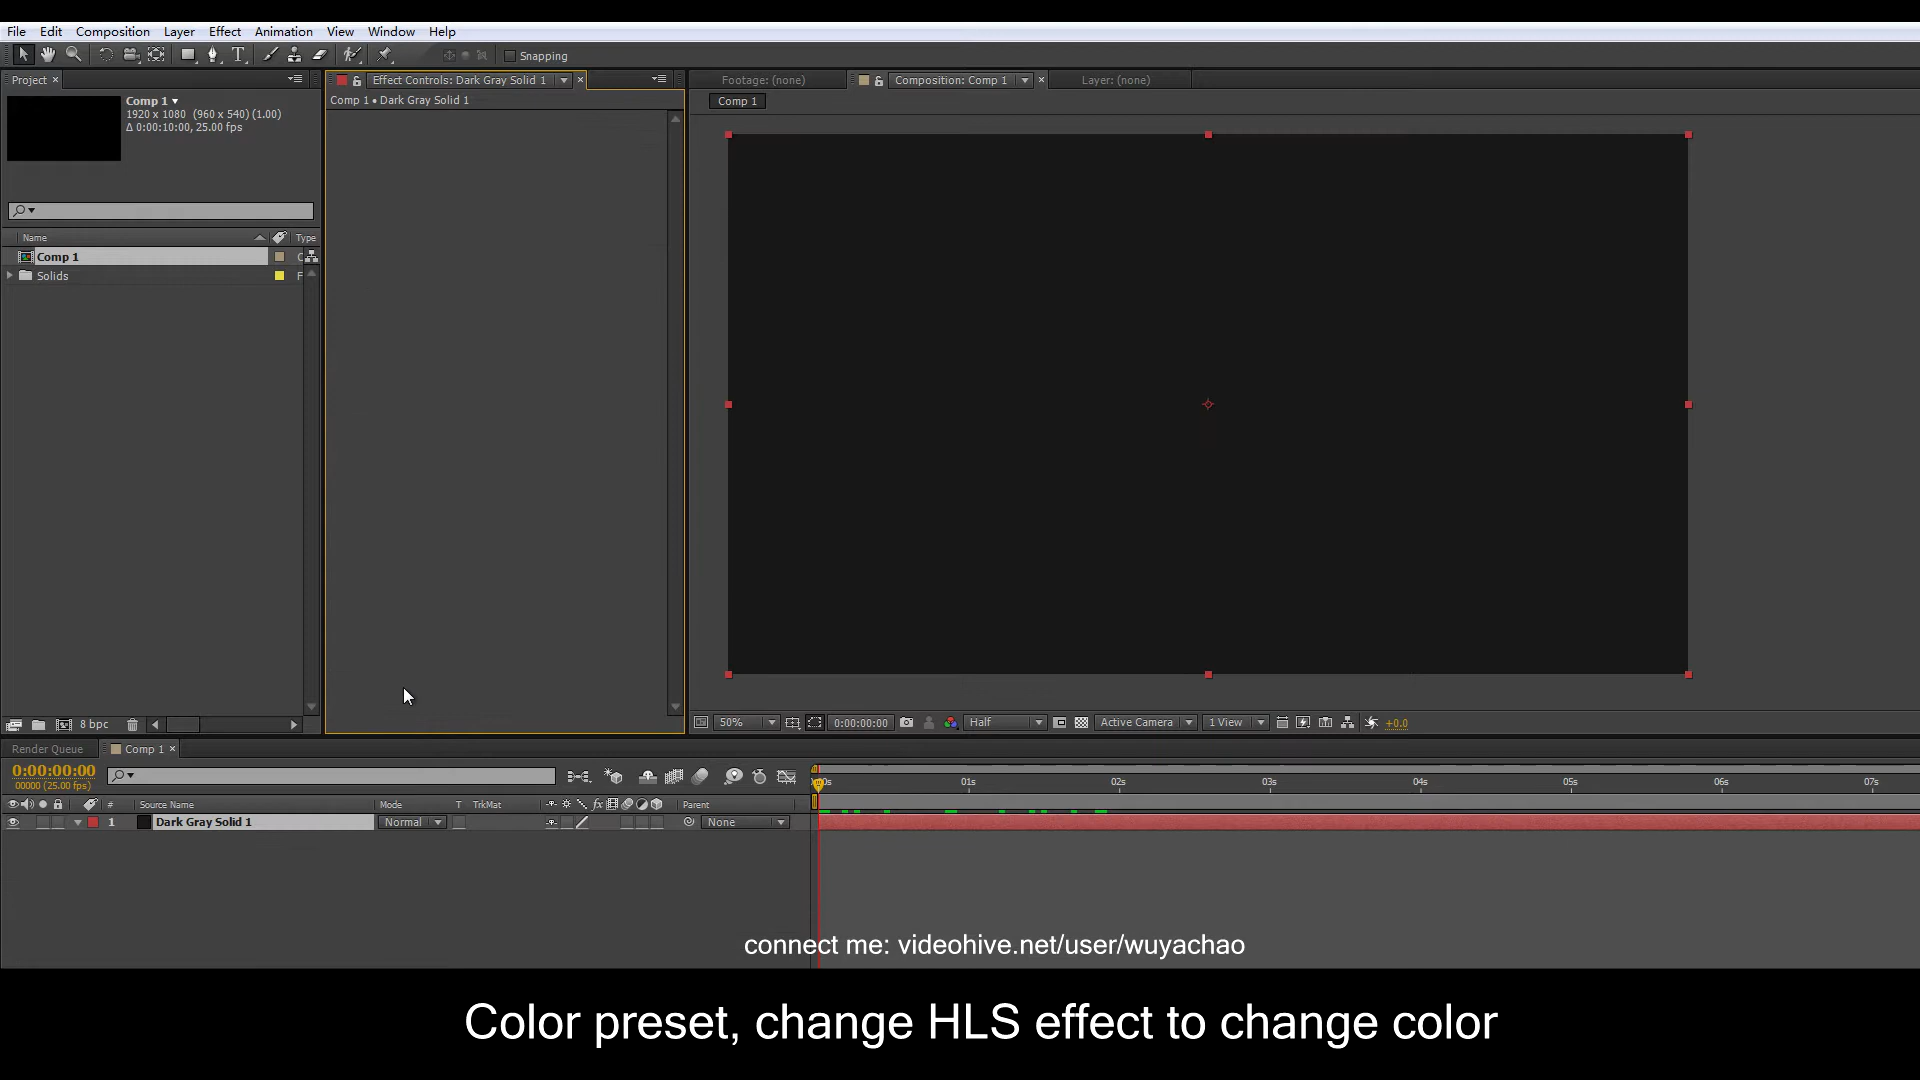 File Edit Composition Layer Effect Animation View Window Help
Snapping
Project × Effect Controls: Dark Gray Solid 1 × Footage: (none) Composition: Comp 1 × Layer: (none)
Comp 1 • Dark Gray Solid 1 Comp 1
Comp 1
1920 x 1080 (960 x 540) (1.00)
Δ 0:00:10:00, 25.00 fps
Name Type
Comp 1
Solids F
8 bpc 50% 0:00:00:00 Half Active Camera 1 View +0.0
Render Queue Comp 1 ×
0:00:00:00
00000 (25.00 fps)
01s 02s 03s 04s 05s 06s 07s
# Source Name Mode T TrkMat Parent
1 Dark Gray Solid 1 Normal None
connect me: videohive.net/user/wuyachao
Color preset, change HLS effect to change color